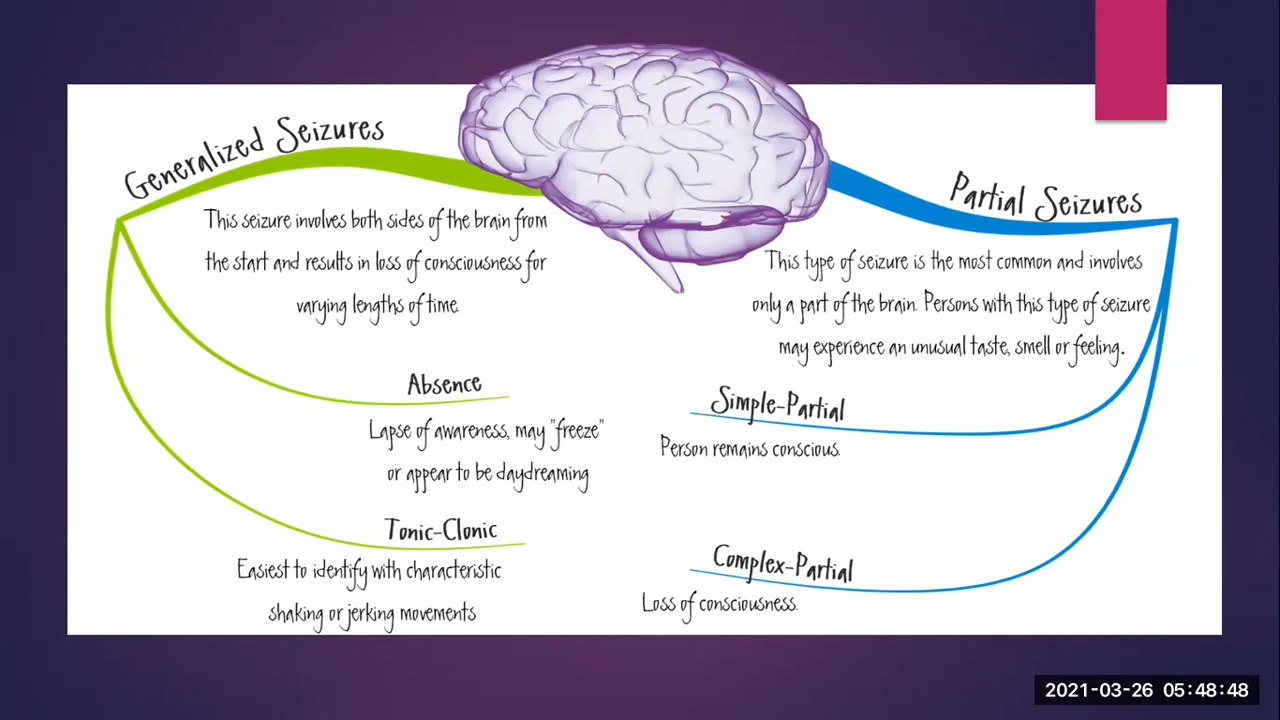 Generalized Seizures
This seizure involves both sides of the brain from
the start and results in loss of consciousness for
varying lengths of time.
Absence
Lapse of awareness, may "freeze"
or appear to be daydreaming
Tonic-Clonic
Easiest to identify with characteristic
shaking or jerking movements
Partial Seizures
This type of seizure is the most common and involves
only a part of the brain. Persons with this type of seizure
may experience an unusual taste, smell or feeling.
Simple-Partial
Person remains conscious.
Complex-Partial
Loss of consciousness.
2021-03-26 05:48:48